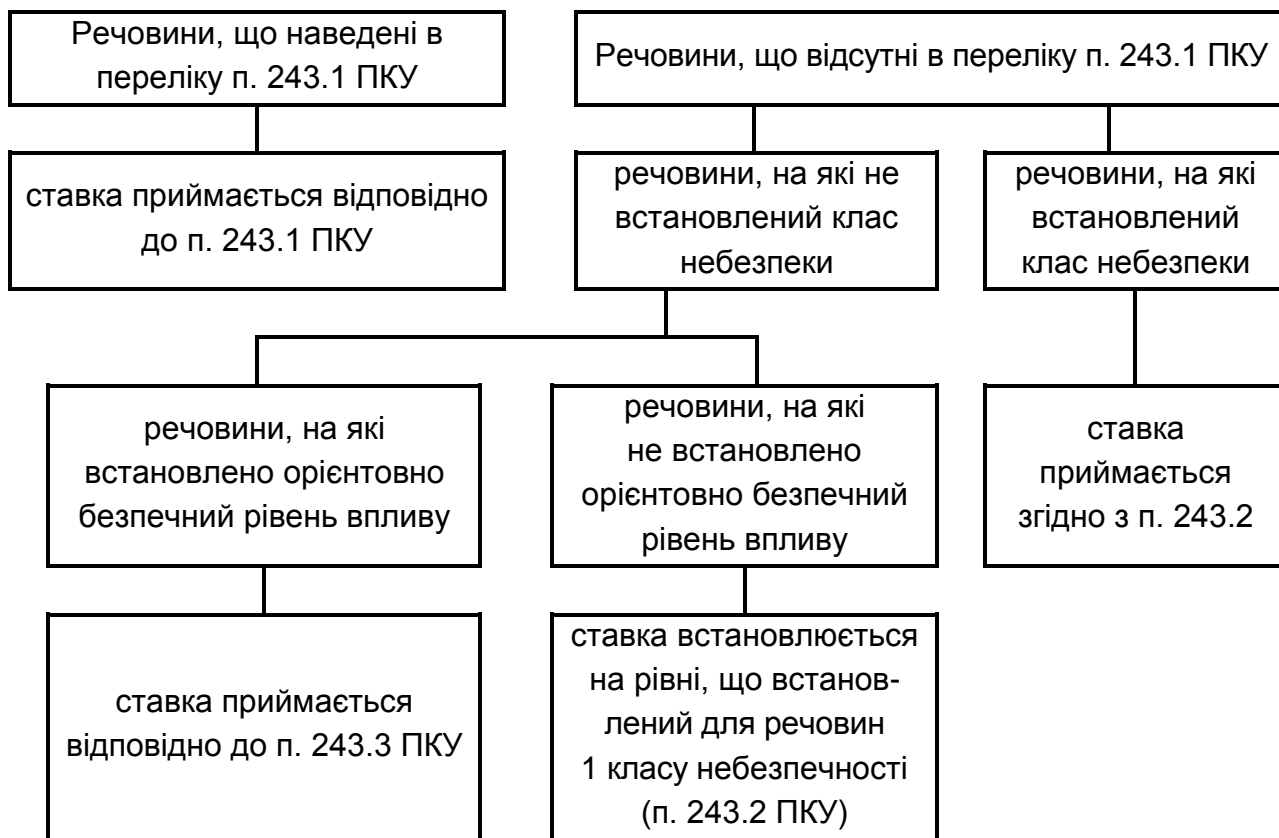 Речовини, що наведені в
переліку п. 243.1 ПКУ
Речовини, що відсутні в переліку п. 243.1 ПКУ
ставка приймається відповідно
до п. 243.1 ПКУ
речовини, на які не
встановлений клас
небезпеки
речовини, на які
встановлений
клас небезпеки
речовини, на які
встановлено орієнтовно
безпечний рівень впливу
речовини, на які
не встановлено
орієнтовно безпечний
рівень впливу
ставка
приймається
згідно з п. 243.2
ставка приймається
відповідно до п. 243.3 ПКУ
ставка встановлюється
на рівні, що встанов-
лений для речовин
1 класу небезпечності
(п. 243.2 ПКУ)